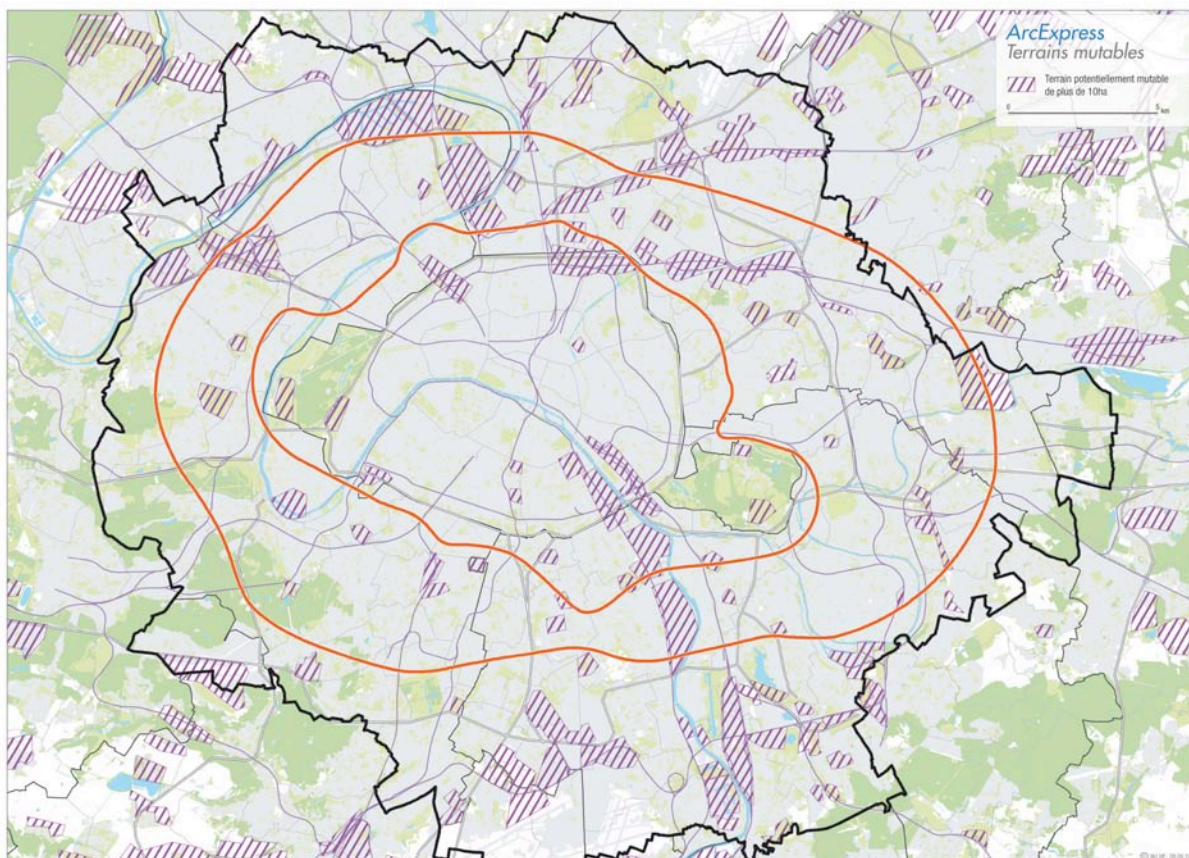 ArcExpress
Terrains mutables
Terrain potentiellement mutable
de plus de 10ha
0 5 km